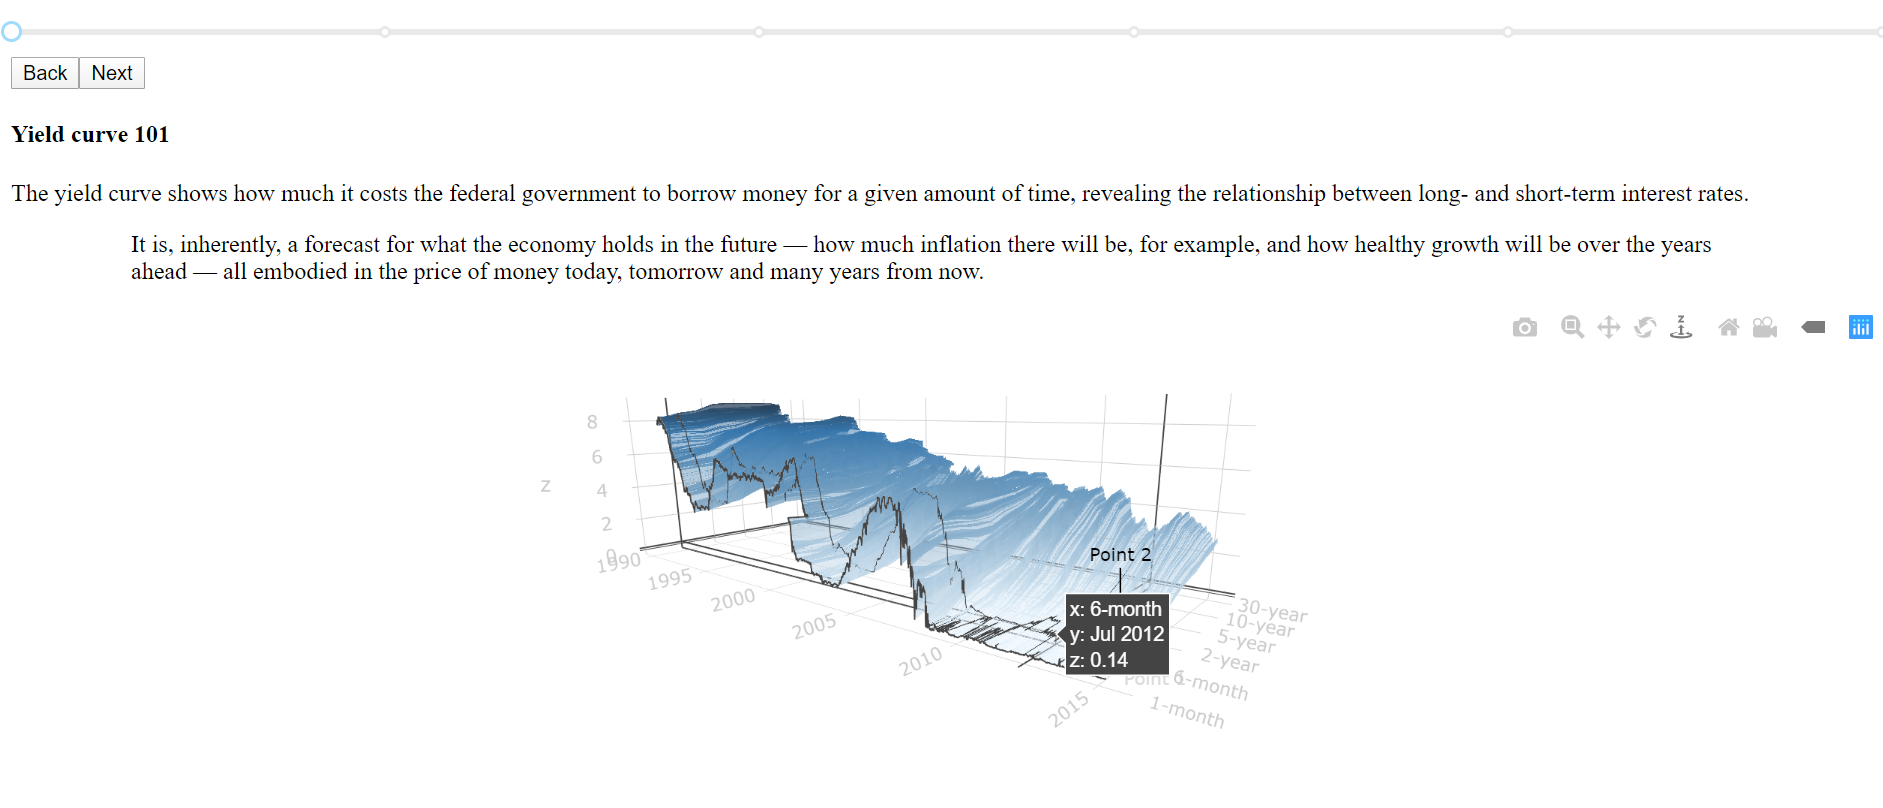 Back Next
Yield curve 101
The yield curve shows how much it costs the federal government to borrow money for a given amount of time, revealing the relationship between long- and short-term interest rates.
It is, inherently, a forecast for what the economy holds in the future — how much inflation there will be, for example, and how healthy growth will be over the years
ahead — all embodied in the price of money today, tomorrow and many years from now.
z
8
6
z
4
2
0
1990
1995
2000
2005
2010
2015
Point 2
x: 6-month
y: Jul 2012
z: 0.14
30-year
10-year
5-year
2-year
6-month
1-month
Point